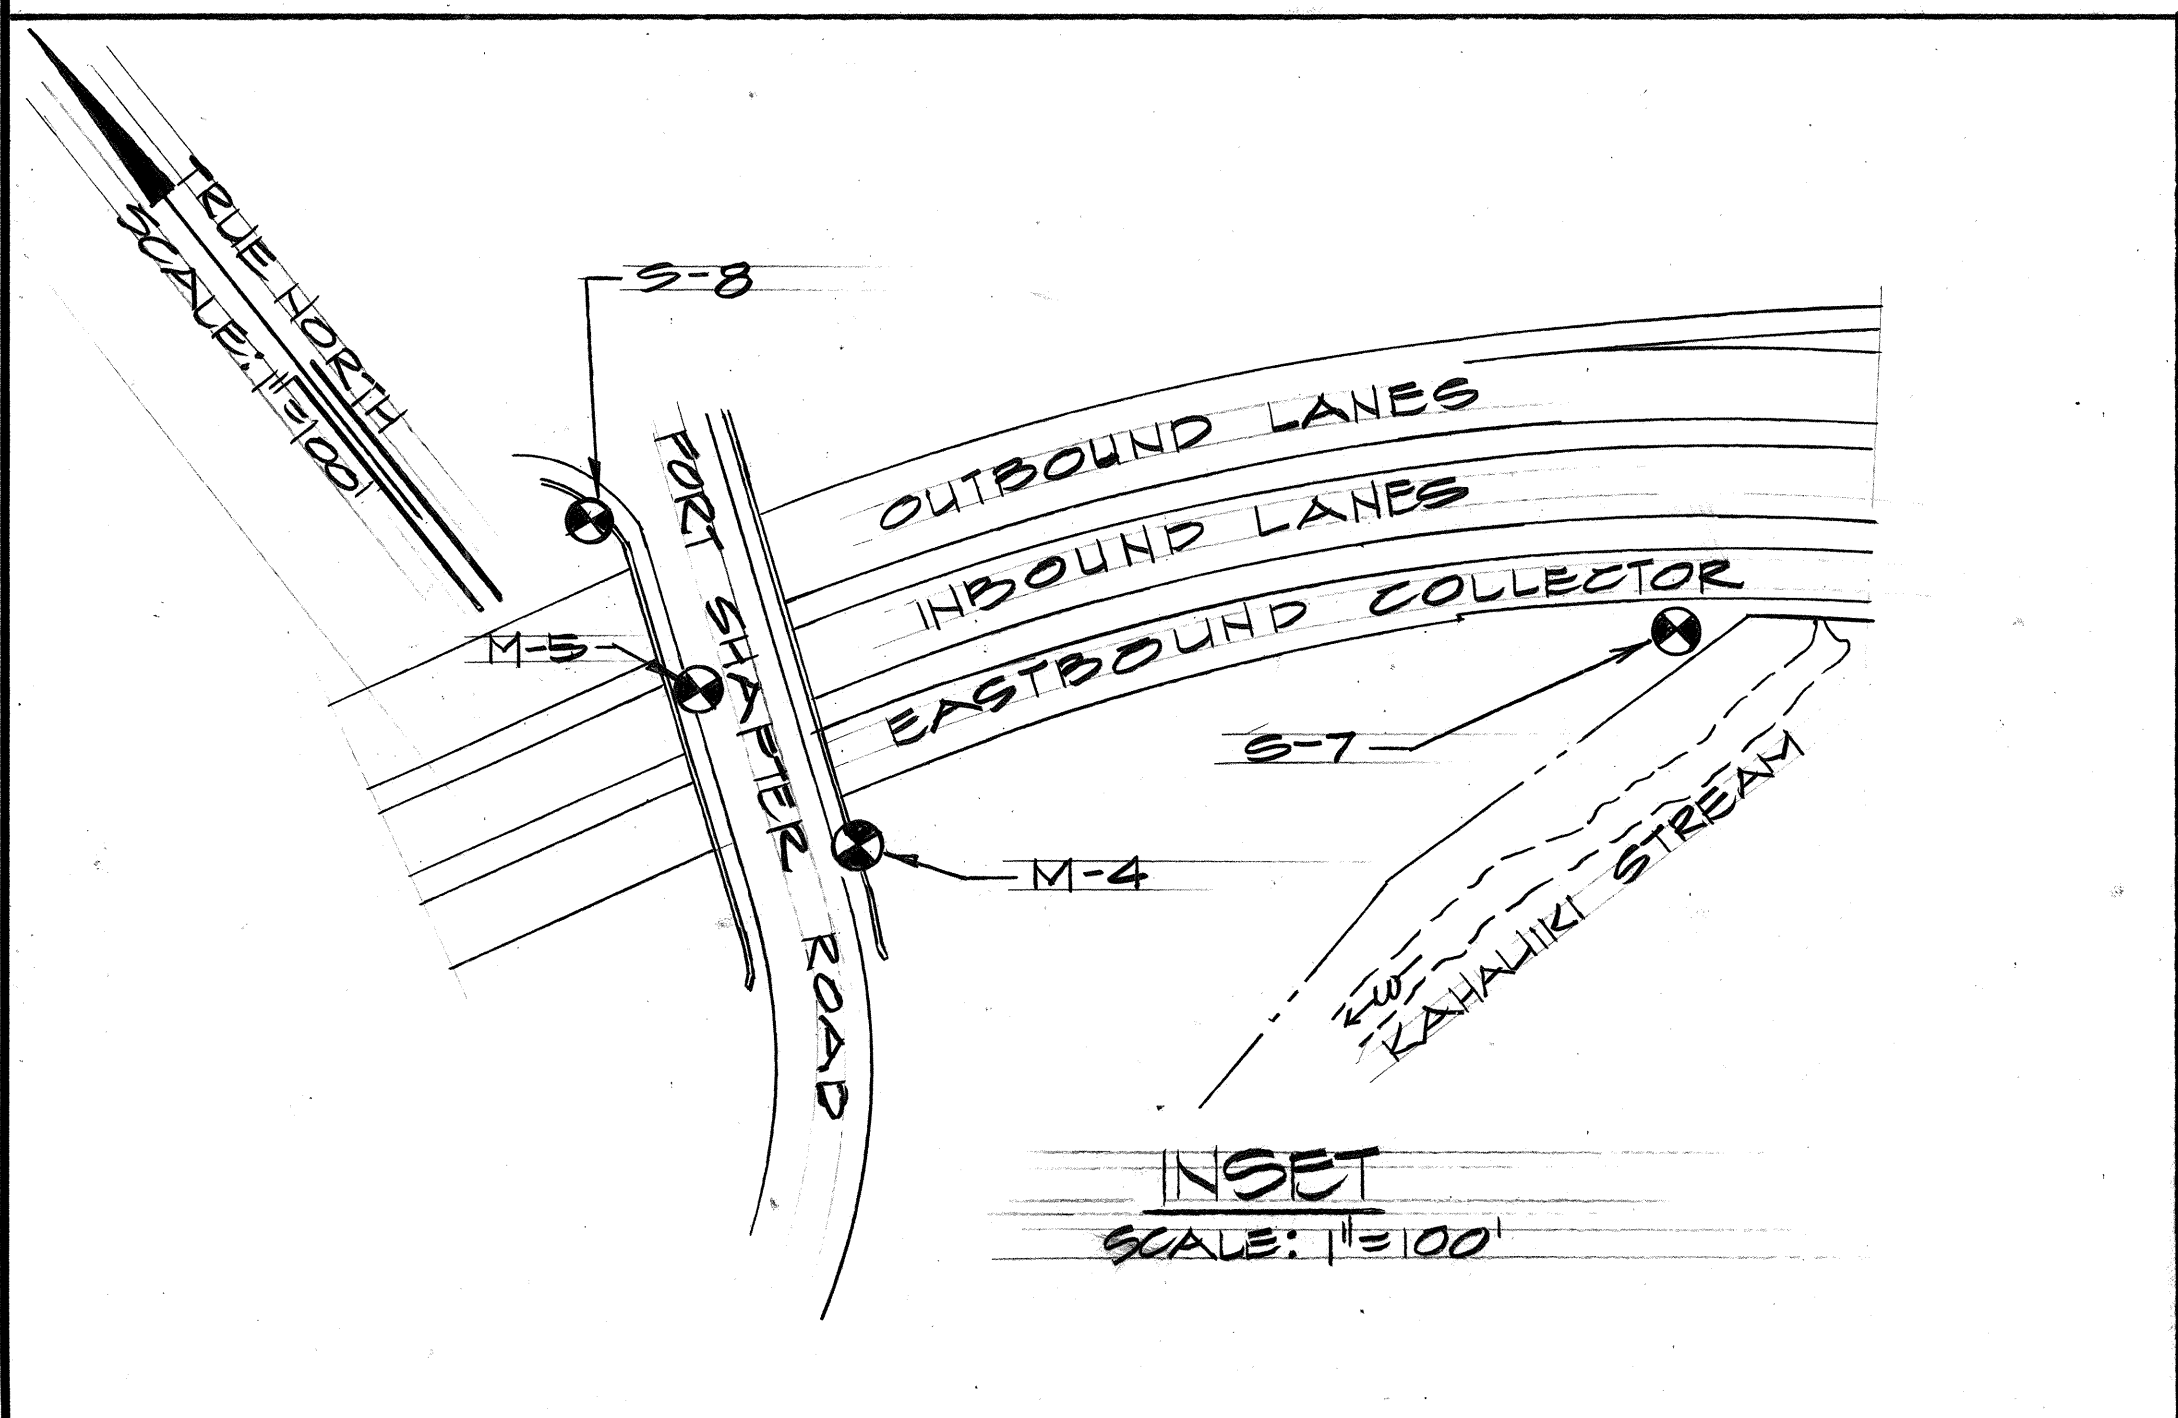 TRUE NORTH
SCALE: 1"=100'
S-8
FORT SHAFTER ROAD
OUTBOUND LANES
INBOUND LANES
EASTBOUND COLLECTOR
M-5
S-7
M-4
KAHAUIKI STREAM
INSET
SCALE: 1"=100'